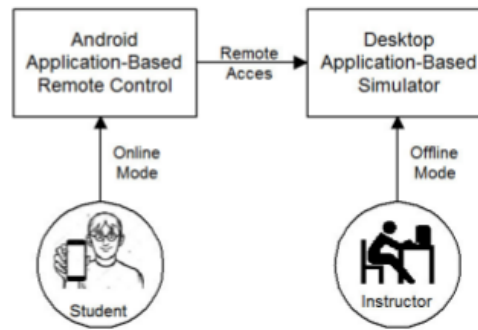 Android
Application-Based
Remote Control
Remote
Acces
Desktop
Application-Based
Simulator
Online
Mode
Offline
Mode
Student
Instructor